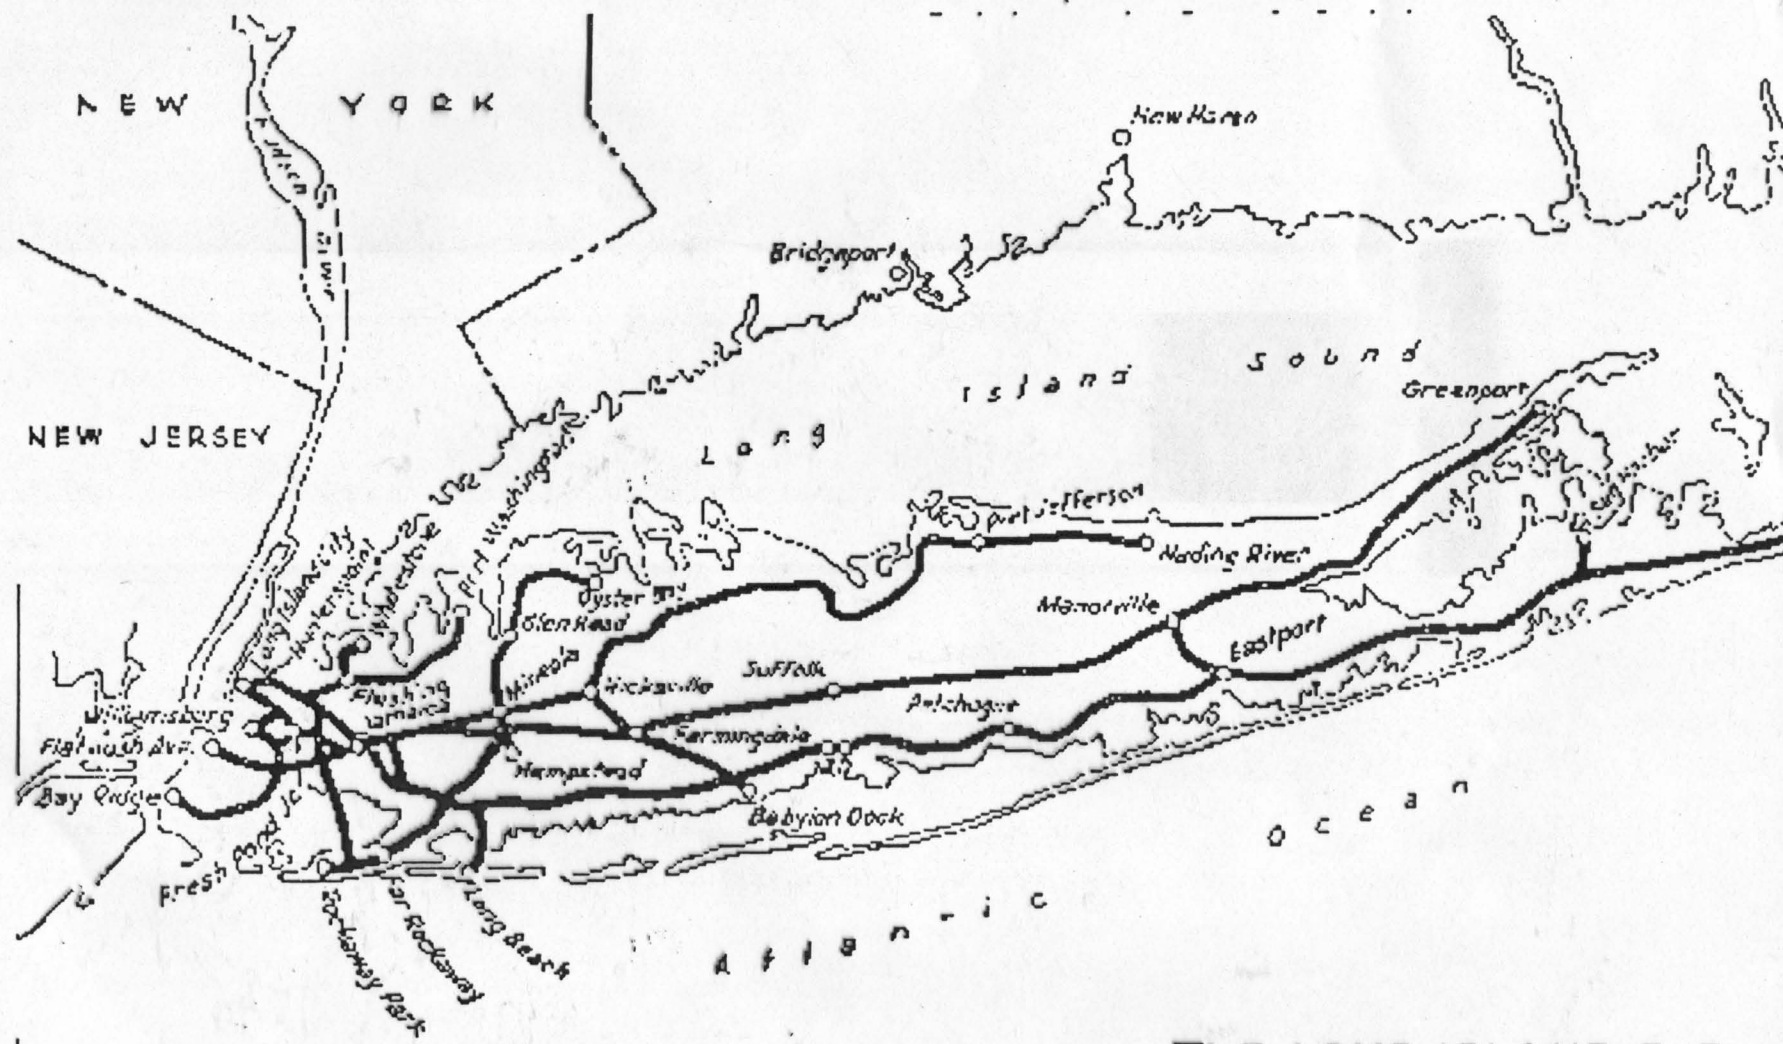 NEW YORK
New Haven
Bridgeport
Long Island Sound
NEW JERSEY
Greenport
Port Washington
Long Island City
Hunterspoint
Whitestone
Port Jefferson
Wading River
Oyster Bay
Glen Head
Manorville
Eastport
Mineola
Hicksville
Suffolk
Flushing
Jamaica
Patchogue
Williamsburg
Flatbush Ave.
Farmingdale
Hempstead
Bay Ridge
Babylon Dock
Fresh Pond Jc
Atlantic Ocean
Rockaway Park
Far Rockaway
Long Beach